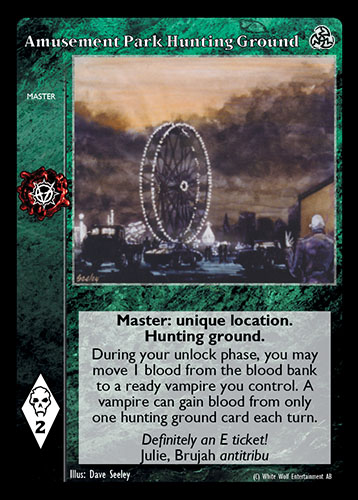 Amusement Park Hunting Ground
MASTER
Seeley
Master: unique location.
Hunting ground.
During your unlock phase, you may
move 1 blood from the blood bank
to a ready vampire you control. A
vampire can gain blood from only
one hunting ground card each turn.
Definitely an E ticket!
Julie, Brujah antitribu
2
Illus: Dave Seeley
(C) White Wolf Entertainment AB